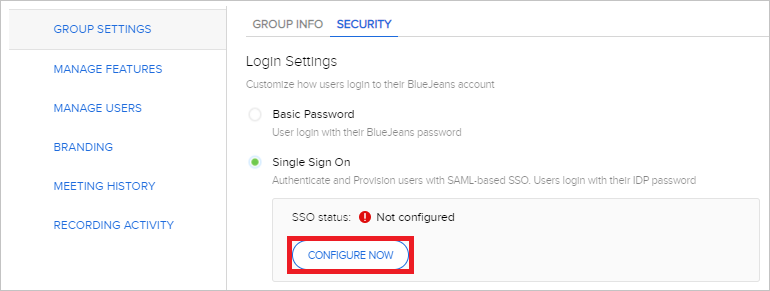 GROUP SETTINGS
MANAGE FEATURES
MANAGE USERS
BRANDING
MEETING HISTORY
RECORDING ACTIVITY
GROUP INFO SECURITY
Login Settings
Customize how users login to their BlueJeans account
Basic Password
User login with their BlueJeans password
Single Sign On
Authenticate and Provision users with SAML-based SSO. Users login with their IDP password
SSO status: ! Not configured
CONFIGURE NOW